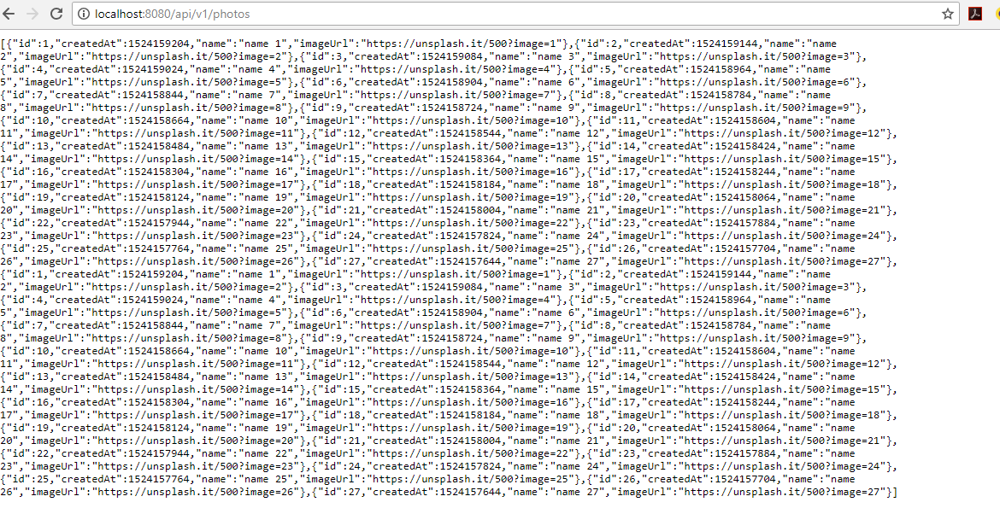 localhost:8080/api/v1/photos
[{"id":1,"createdAt":1524159204,"name":"name 1","imageUrl":"https://unsplash.it/500?image=1"},{"id":2,"createdAt":1524159144,"name":"name
2","imageUrl":"https://unsplash.it/500?image=2"},{"id":3,"createdAt":1524159084,"name":"name 3","imageUrl":"https://unsplash.it/500?image=3"},
{"id":4,"createdAt":1524159024,"name":"name 4","imageUrl":"https://unsplash.it/500?image=4"},{"id":5,"createdAt":1524158964,"name":"name
5","imageUrl":"https://unsplash.it/500?image=5"},{"id":6,"createdAt":1524158904,"name":"name 6","imageUrl":"https://unsplash.it/500?image=6"},
{"id":7,"createdAt":1524158844,"name":"name 7","imageUrl":"https://unsplash.it/500?image=7"},{"id":8,"createdAt":1524158784,"name":"name
8","imageUrl":"https://unsplash.it/500?image=8"},{"id":9,"createdAt":1524158724,"name":"name 9","imageUrl":"https://unsplash.it/500?image=9"},
{"id":10,"createdAt":1524158664,"name":"name 10","imageUrl":"https://unsplash.it/500?image=10"},{"id":11,"createdAt":1524158604,"name":"name
11","imageUrl":"https://unsplash.it/500?image=11"},{"id":12,"createdAt":1524158544,"name":"name 12","imageUrl":"https://unsplash.it/500?image=12"},
{"id":13,"createdAt":1524158484,"name":"name 13","imageUrl":"https://unsplash.it/500?image=13"},{"id":14,"createdAt":1524158424,"name":"name
14","imageUrl":"https://unsplash.it/500?image=14"},{"id":15,"createdAt":1524158364,"name":"name 15","imageUrl":"https://unsplash.it/500?image=15"},
{"id":16,"createdAt":1524158304,"name":"name 16","imageUrl":"https://unsplash.it/500?image=16"},{"id":17,"createdAt":1524158244,"name":"name
17","imageUrl":"https://unsplash.it/500?image=17"},{"id":18,"createdAt":1524158184,"name":"name 18","imageUrl":"https://unsplash.it/500?image=18"},
{"id":19,"createdAt":1524158124,"name":"name 19","imageUrl":"https://unsplash.it/500?image=19"},{"id":20,"createdAt":1524158064,"name":"name
20","imageUrl":"https://unsplash.it/500?image=20"},{"id":21,"createdAt":1524158004,"name":"name 21","imageUrl":"https://unsplash.it/500?image=21"},
{"id":22,"createdAt":1524157944,"name":"name 22","imageUrl":"https://unsplash.it/500?image=22"},{"id":23,"createdAt":1524157884,"name":"name
23","imageUrl":"https://unsplash.it/500?image=23"},{"id":24,"createdAt":1524157824,"name":"name 24","imageUrl":"https://unsplash.it/500?image=24"},
{"id":25,"createdAt":1524157764,"name":"name 25","imageUrl":"https://unsplash.it/500?image=25"},{"id":26,"createdAt":1524157704,"name":"name
26","imageUrl":"https://unsplash.it/500?image=26"},{"id":27,"createdAt":1524157644,"name":"name 27","imageUrl":"https://unsplash.it/500?image=27"},
{"id":1,"createdAt":1524159204,"name":"name 1","imageUrl":"https://unsplash.it/500?image=1"},{"id":2,"createdAt":1524159144,"name":"name
2","imageUrl":"https://unsplash.it/500?image=2"},{"id":3,"createdAt":1524159084,"name":"name 3","imageUrl":"https://unsplash.it/500?image=3"},
{"id":4,"createdAt":1524159024,"name":"name 4","imageUrl":"https://unsplash.it/500?image=4"},{"id":5,"createdAt":1524158964,"name":"name
5","imageUrl":"https://unsplash.it/500?image=5"},{"id":6,"createdAt":1524158904,"name":"name 6","imageUrl":"https://unsplash.it/500?image=6"},
{"id":7,"createdAt":1524158844,"name":"name 7","imageUrl":"https://unsplash.it/500?image=7"},{"id":8,"createdAt":1524158784,"name":"name
8","imageUrl":"https://unsplash.it/500?image=8"},{"id":9,"createdAt":1524158724,"name":"name 9","imageUrl":"https://unsplash.it/500?image=9"},
{"id":10,"createdAt":1524158664,"name":"name 10","imageUrl":"https://unsplash.it/500?image=10"},{"id":11,"createdAt":1524158604,"name":"name
11","imageUrl":"https://unsplash.it/500?image=11"},{"id":12,"createdAt":1524158544,"name":"name 12","imageUrl":"https://unsplash.it/500?image=12"},
{"id":13,"createdAt":1524158484,"name":"name 13","imageUrl":"https://unsplash.it/500?image=13"},{"id":14,"createdAt":1524158424,"name":"name
14","imageUrl":"https://unsplash.it/500?image=14"},{"id":15,"createdAt":1524158364,"name":"name 15","imageUrl":"https://unsplash.it/500?image=15"},
{"id":16,"createdAt":1524158304,"name":"name 16","imageUrl":"https://unsplash.it/500?image=16"},{"id":17,"createdAt":1524158244,"name":"name
17","imageUrl":"https://unsplash.it/500?image=17"},{"id":18,"createdAt":1524158184,"name":"name 18","imageUrl":"https://unsplash.it/500?image=18"},
{"id":19,"createdAt":1524158124,"name":"name 19","imageUrl":"https://unsplash.it/500?image=19"},{"id":20,"createdAt":1524158064,"name":"name
20","imageUrl":"https://unsplash.it/500?image=20"},{"id":21,"createdAt":1524158004,"name":"name 21","imageUrl":"https://unsplash.it/500?image=21"},
{"id":22,"createdAt":1524157944,"name":"name 22","imageUrl":"https://unsplash.it/500?image=22"},{"id":23,"createdAt":1524157884,"name":"name
23","imageUrl":"https://unsplash.it/500?image=23"},{"id":24,"createdAt":1524157824,"name":"name 24","imageUrl":"https://unsplash.it/500?image=24"},
{"id":25,"createdAt":1524157764,"name":"name 25","imageUrl":"https://unsplash.it/500?image=25"},{"id":26,"createdAt":1524157704,"name":"name
26","imageUrl":"https://unsplash.it/500?image=26"},{"id":27,"createdAt":1524157644,"name":"name 27","imageUrl":"https://unsplash.it/500?image=27"}]